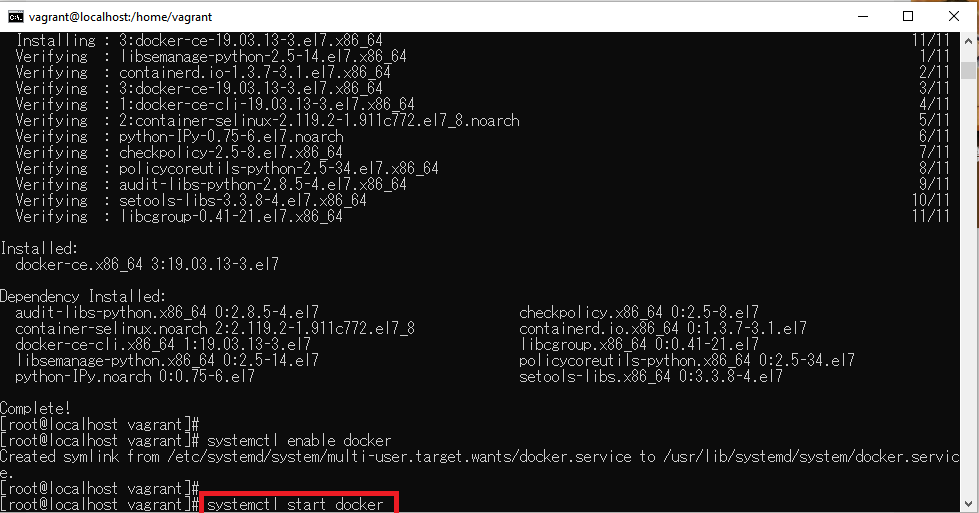 vagrant@localhost:/home/vagrant
Installing : 3:docker-ce-19.03.13-3.el7.x86_64 11/11
Verifying : libsemanage-python-2.5-14.el7.x86_64 1/11
Verifying : containerd.io-1.3.7-3.1.el7.x86_64 2/11
Verifying : 3:docker-ce-19.03.13-3.el7.x86_64 3/11
Verifying : 1:docker-ce-cli-19.03.13-3.el7.x86_64 4/11
Verifying : 2:container-selinux-2.119.2-1.911c772.el7_8.noarch 5/11
Verifying : python-IPy-0.75-6.el7.noarch 6/11
Verifying : checkpolicy-2.5-8.el7.x86_64 7/11
Verifying : policycoreutils-python-2.5-34.el7.x86_64 8/11
Verifying : audit-libs-python-2.8.5-4.el7.x86_64 9/11
Verifying : setools-libs-3.3.8-4.el7.x86_64 10/11
Verifying : libcgroup-0.41-21.el7.x86_64 11/11
Installed:
docker-ce.x86_64 3:19.03.13-3.el7
Dependency Installed:
audit-libs-python.x86_64 0:2.8.5-4.el7 checkpolicy.x86_64 0:2.5-8.el7
container-selinux.noarch 2:2.119.2-1.911c772.el7_8 containerd.io.x86_64 0:1.3.7-3.1.el7
docker-ce-cli.x86_64 1:19.03.13-3.el7 libcgroup.x86_64 0:0.41-21.el7
libsemanage-python.x86_64 0:2.5-14.el7 policycoreutils-python.x86_64 0:2.5-34.el7
python-IPy.noarch 0:0.75-6.el7 setools-libs.x86_64 0:3.3.8-4.el7
Complete!
[root@localhost vagrant]#
[root@localhost vagrant]# systemctl enable docker
Created symlink from /etc/systemd/system/multi-user.target.wants/docker.service to /usr/lib/systemd/system/docker.servic
e.
[root@localhost vagrant]#
[root@localhost vagrant]# systemctl start docker